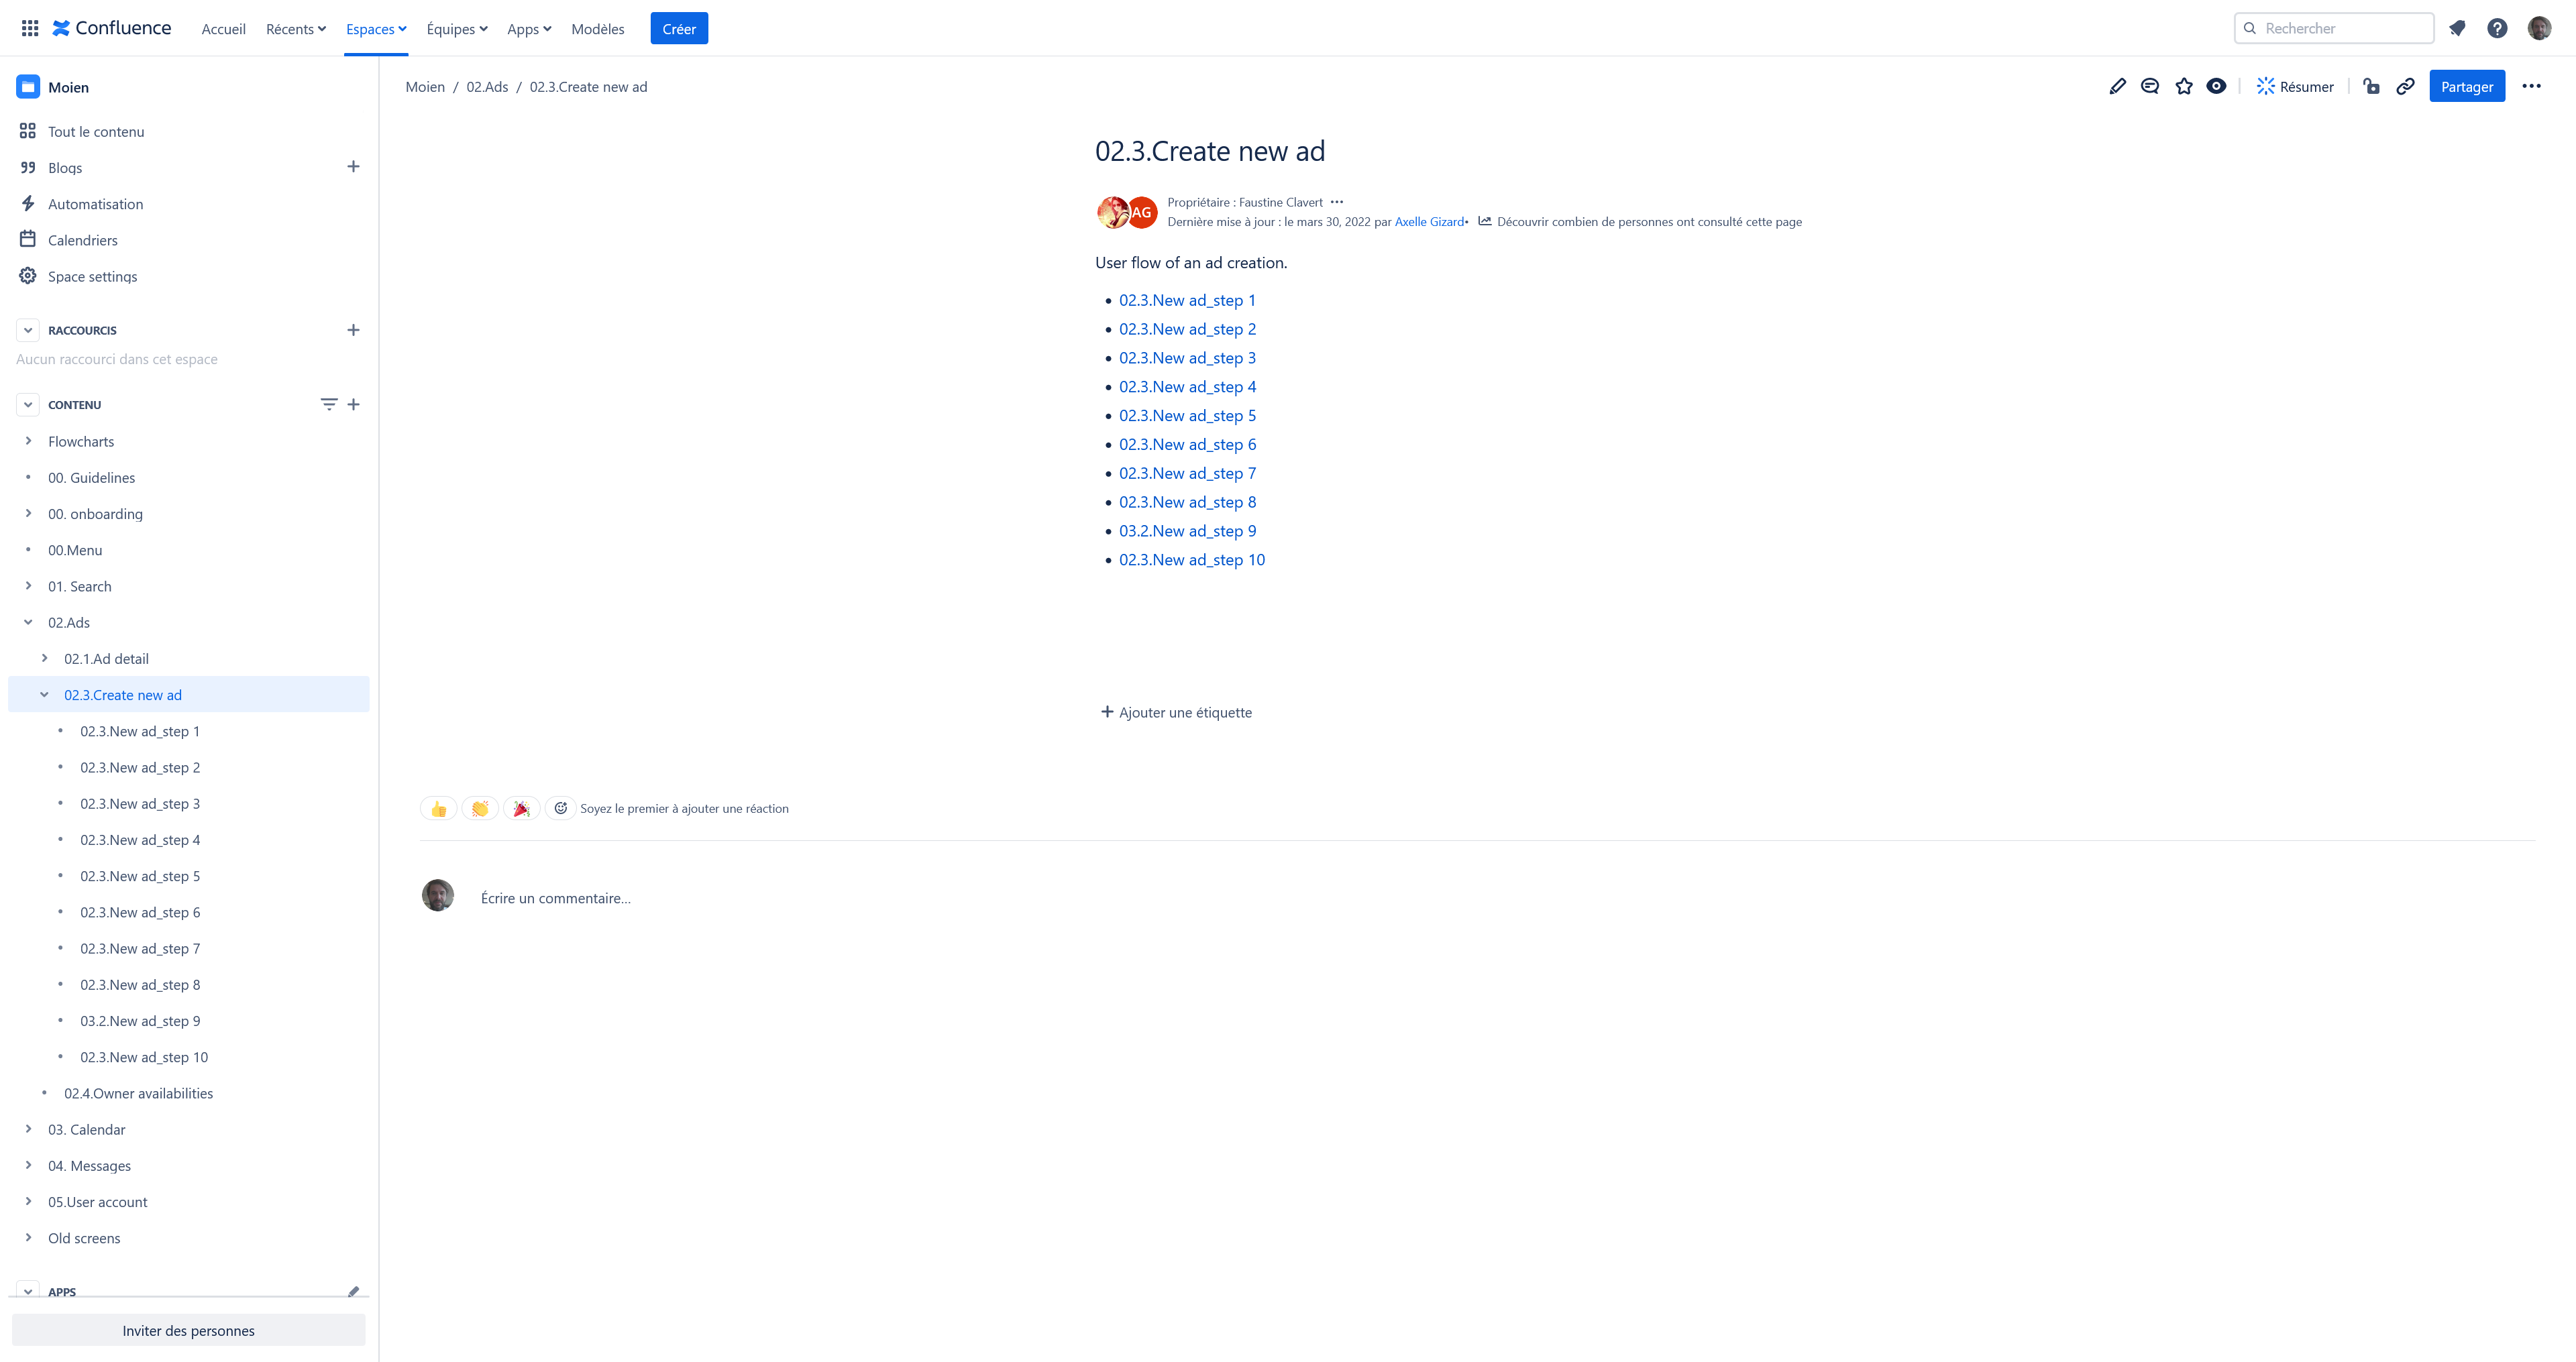 Confluence Accueil Récents Espaces Équipes Apps Modèles Créer Rechercher
Moien
Tout le contenu
Blogs
Automatisation
Calendriers
Space settings
RACCOURCIS
Aucun raccourci dans cet espace
CONTENU
Flowcharts
00. Guidelines
00. onboarding
00.Menu
01. Search
02.Ads
02.1.Ad detail
02.3.Create new ad
02.3.New ad_step 1
02.3.New ad_step 2
02.3.New ad_step 3
02.3.New ad_step 4
02.3.New ad_step 5
02.3.New ad_step 6
02.3.New ad_step 7
02.3.New ad_step 8
03.2.New ad_step 9
02.3.New ad_step 10
02.4.Owner availabilities
03. Calendar
04. Messages
05.User account
Old screens
APPS
Inviter des personnes
Moien / 02.Ads / 02.3.Create new ad
Résumer Partager
02.3.Create new ad
AG
Propriétaire : Faustine Clavert
Dernière mise à jour : le mars 30, 2022 par Axelle Gizard• Découvrir combien de personnes ont consulté cette page
User flow of an ad creation.
• 02.3.New ad_step 1
• 02.3.New ad_step 2
• 02.3.New ad_step 3
• 02.3.New ad_step 4
• 02.3.New ad_step 5
• 02.3.New ad_step 6
• 02.3.New ad_step 7
• 02.3.New ad_step 8
• 03.2.New ad_step 9
• 02.3.New ad_step 10
Ajouter une étiquette
Soyez le premier à ajouter une réaction
Écrire un commentaire…